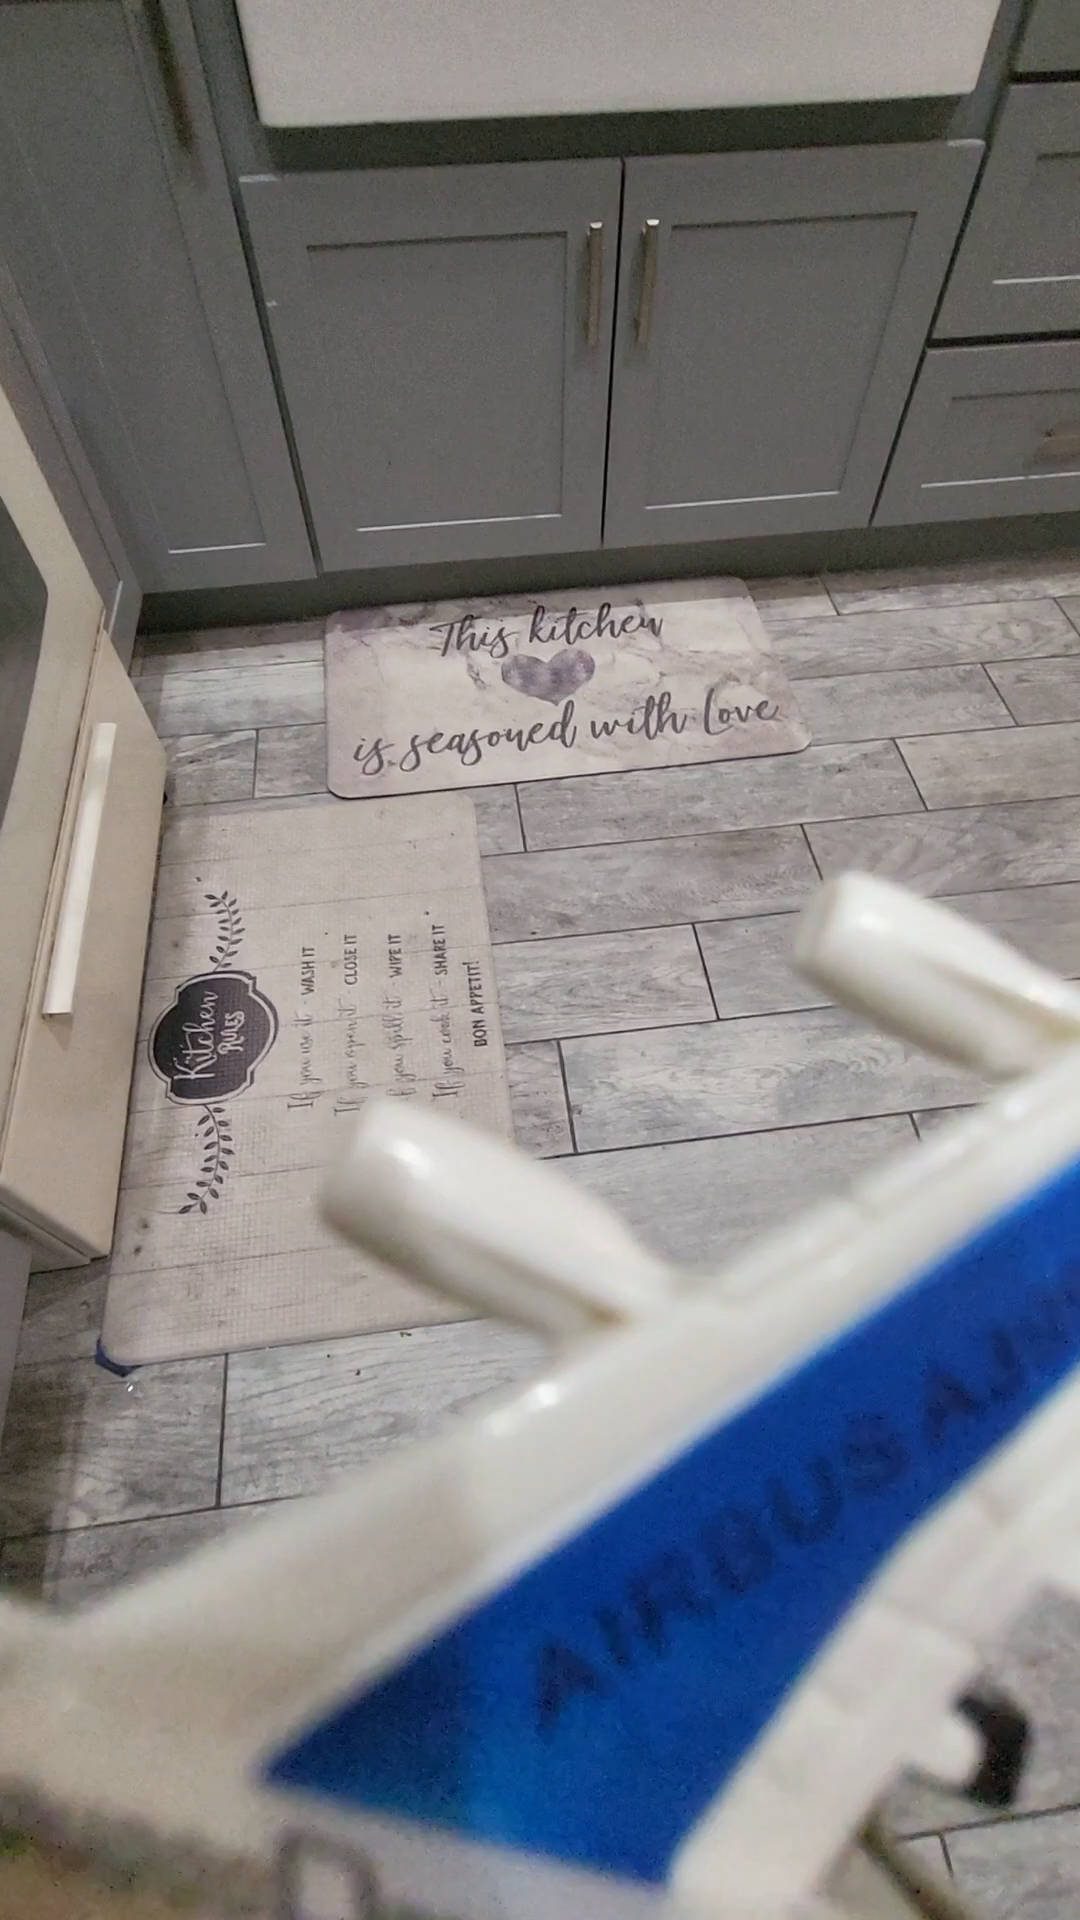 This kitchen
is seasoned with Love
Kitchen
RULES
If you use it - WASH IT
If you open it - CLOSE IT
If you spill it - WIPE IT
If you cook it - SHARE IT
BON APPETIT!
AIRBUS